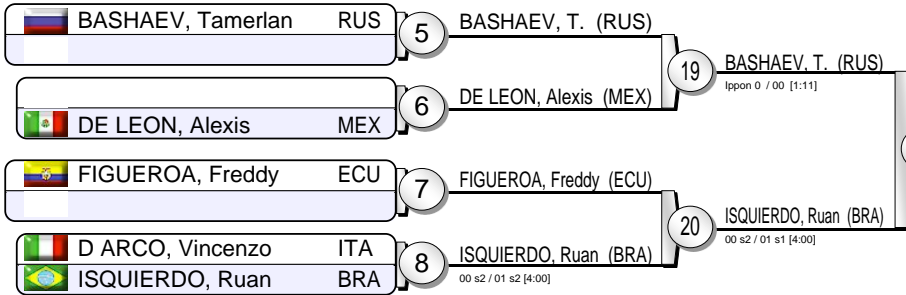 BASHAEV, Tamerlan RUS
5
BASHAEV, T. (RUS)
19
BASHAEV, T. (RUS)
Ippon 0 / 00 [1:11]
6
DE LEON, Alexis (MEX)
DE LEON, Alexis MEX
FIGUEROA, Freddy ECU
7
FIGUEROA, Freddy (ECU)
20
ISQUIERDO, Ruan (BRA)
00 s2 / 01 s1 [4:00]
D ARCO, Vincenzo ITA
8
ISQUIERDO, Ruan (BRA)
00 s2 / 01 s2 [4:00]
ISQUIERDO, Ruan BRA